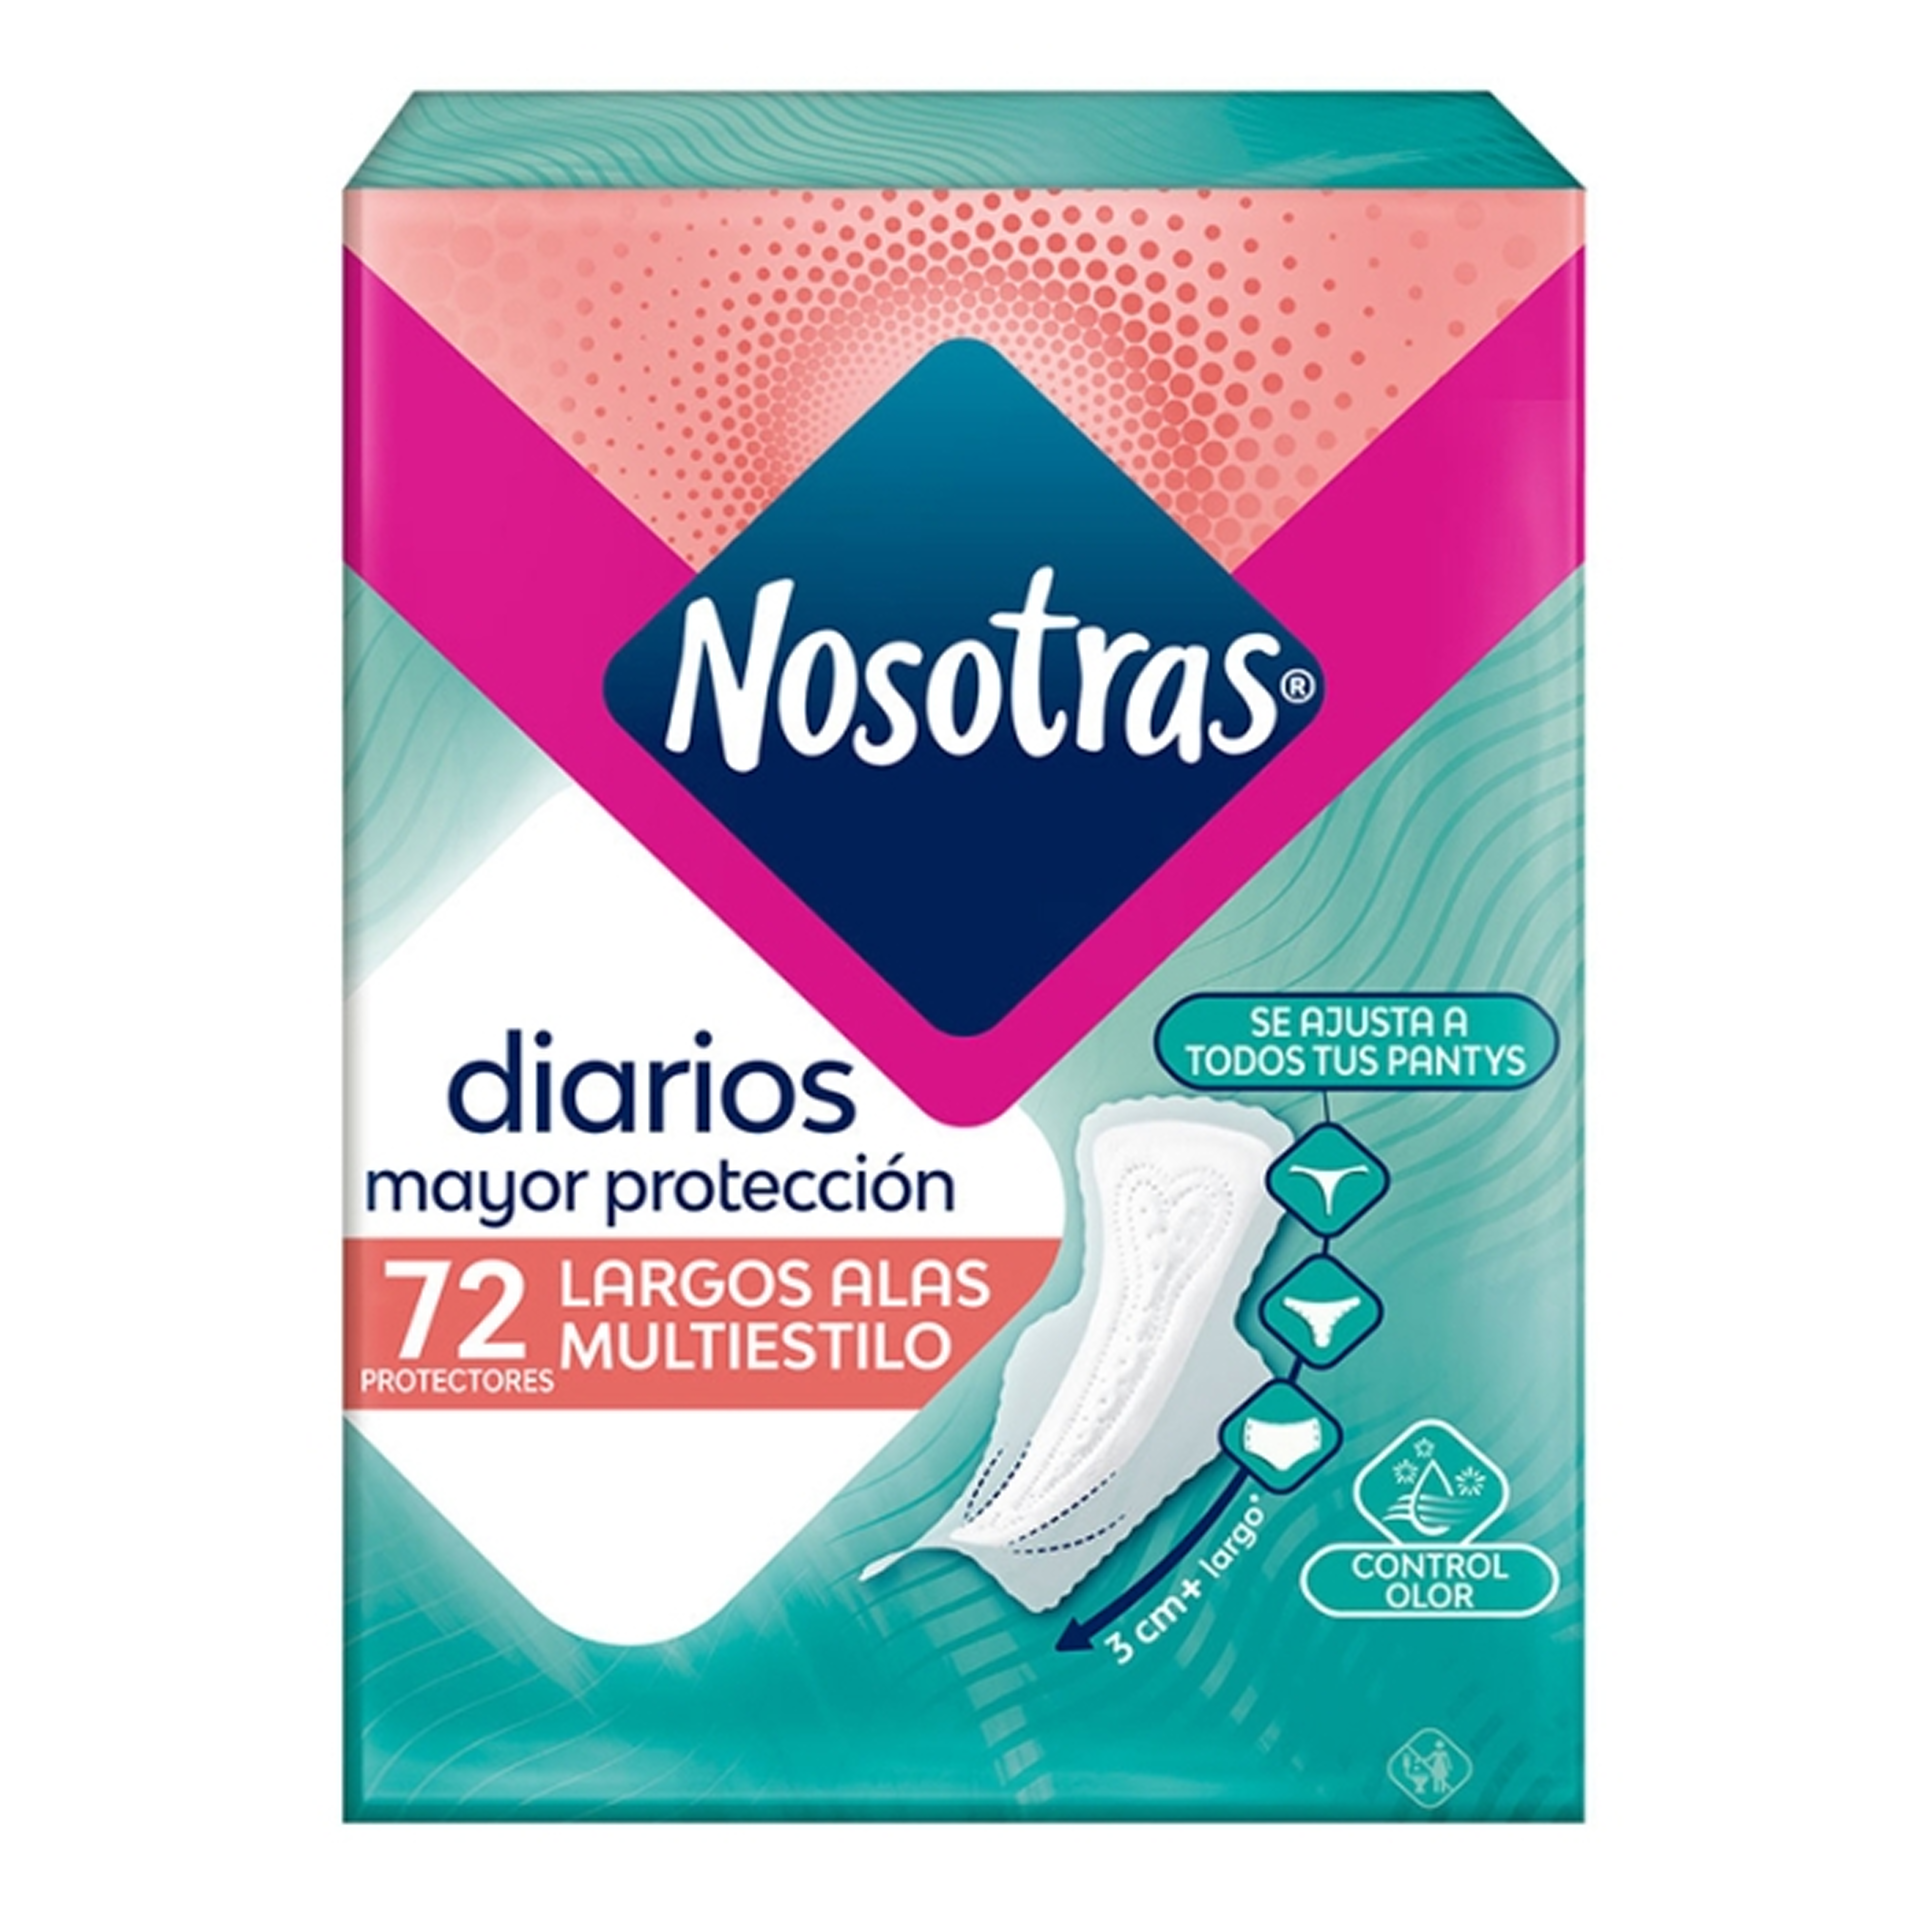 Nosotras®
diarios
mayor protección
72
PROTECTORES
LARGOS ALAS
MULTIESTILO
SE AJUSTA A
TODOS TUS PANTYS
3 cm+ largo*
CONTROL
OLOR